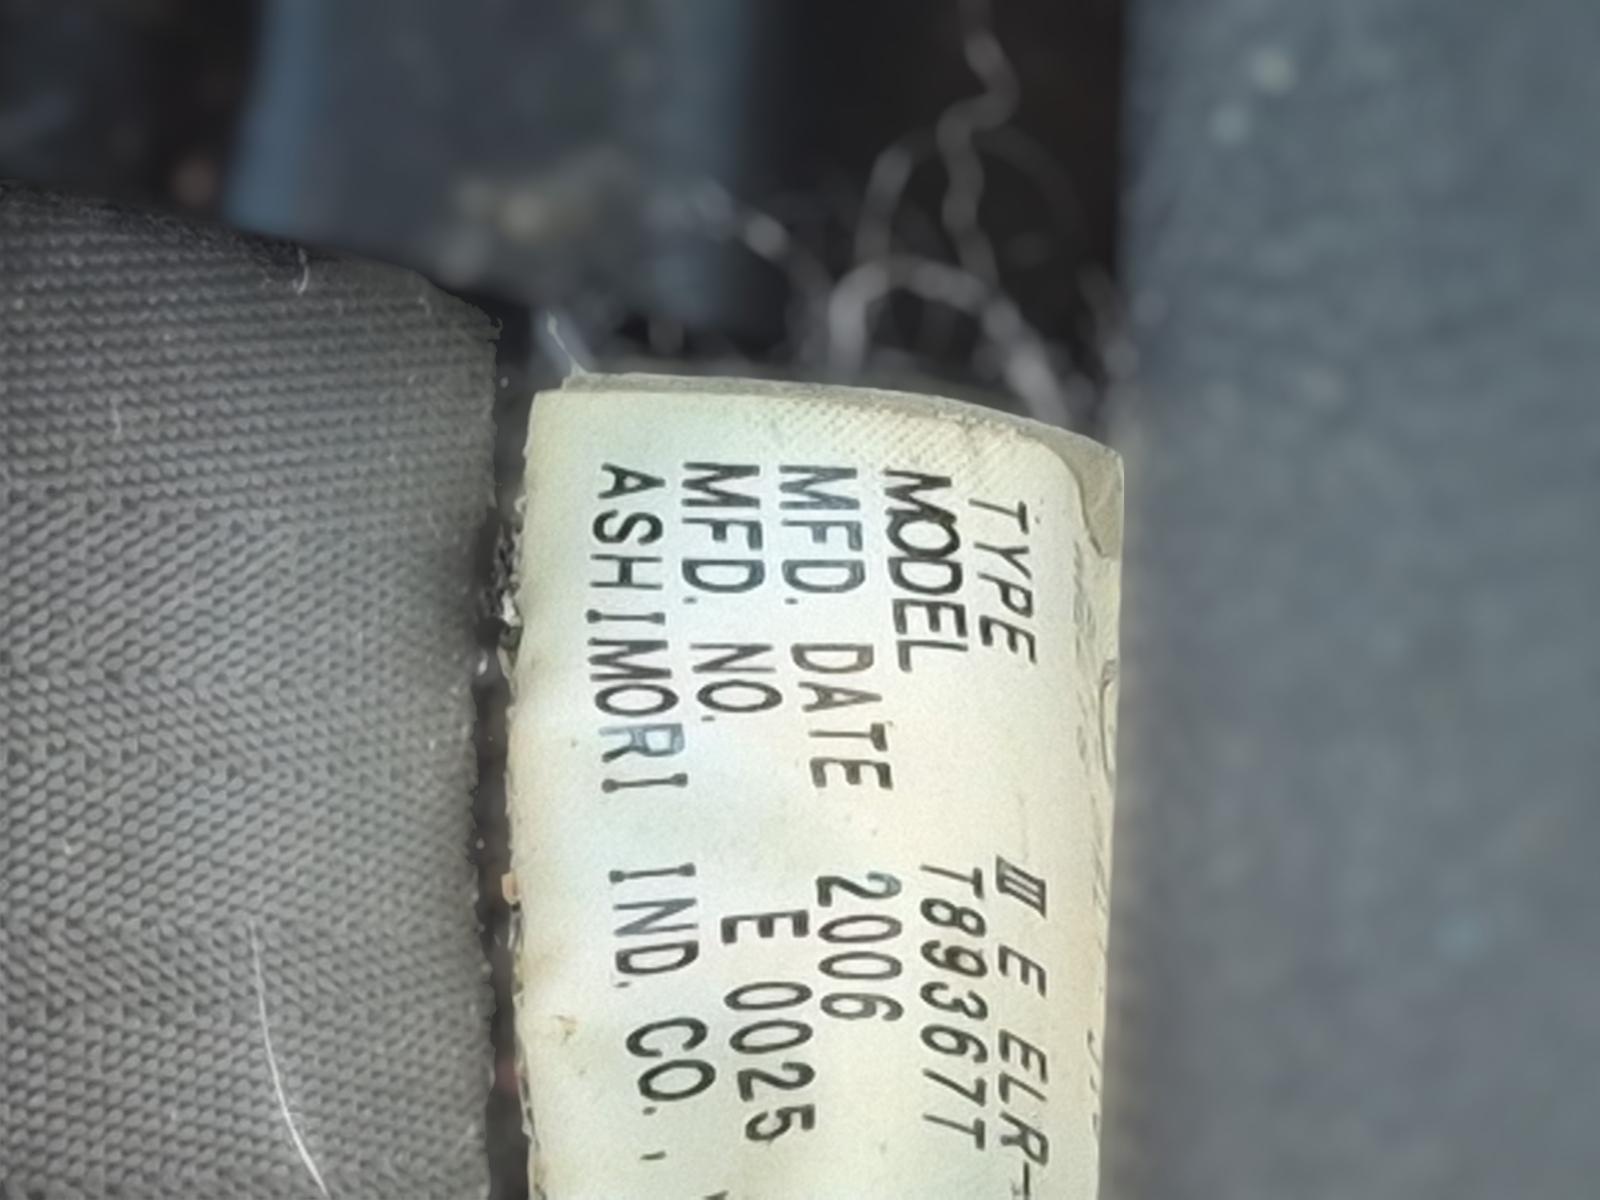 TYPE III E ELR-
MODEL T89367T
MFD. DATE 2006
MFD. NO. E 0025
ASHIMORI IND. CO. ,